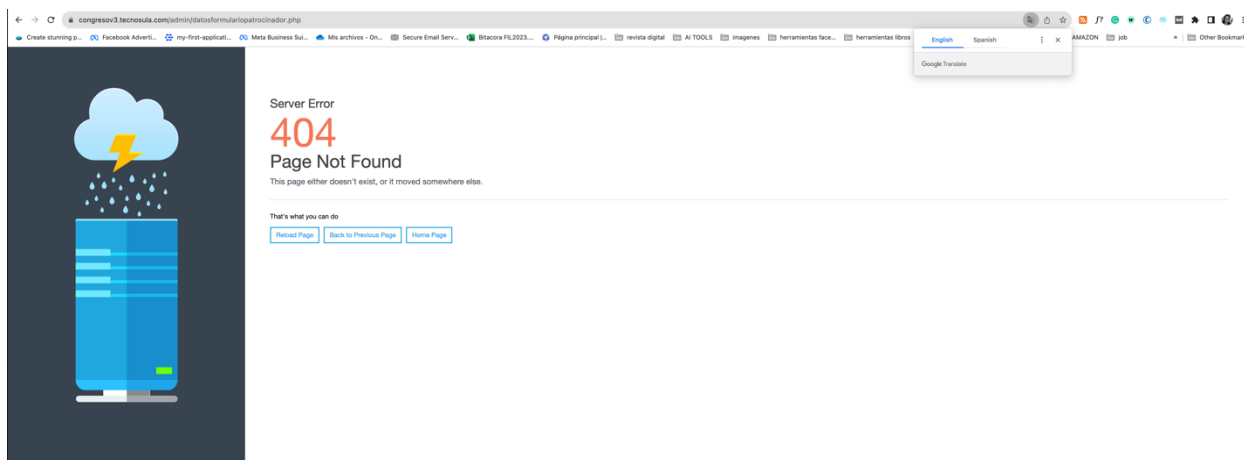 congresov3.tecnosula.com/admin/datosformulariopatrocinador.php
Create stunning p... Facebook Adverti... my-first-applicati... Meta Business Sui... Mis archivos - On... Secure Email Serv... Bitacora FIL2023.... Página principal |... revista digital AI TOOLS imagenes herramientas face... herramientas libros AMAZON job » Other Bookmar
English Spanish
Google Translate
Server Error
404
Page Not Found
This page either doesn't exist, or it moved somewhere else.
That's what you can do
Reload Page Back to Previous Page Home Page